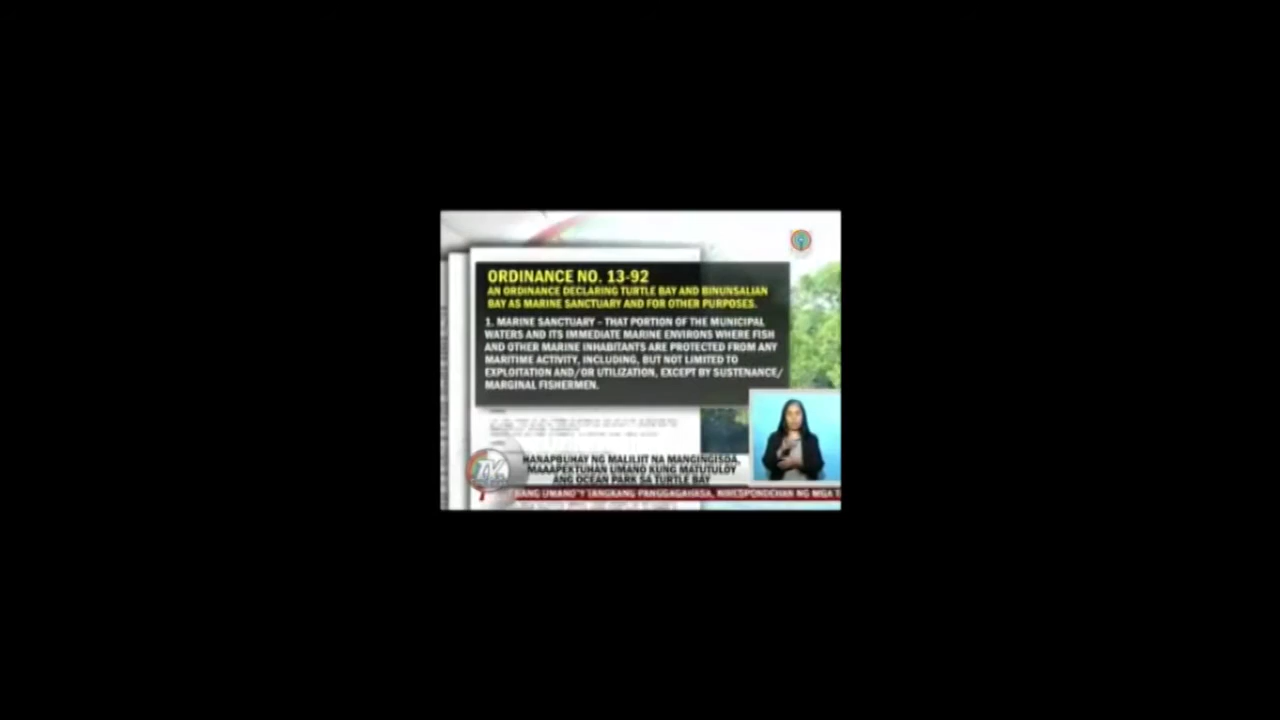 ORDINANCE NO. 13-92
AN ORDINANCE DECLARING TURTLE BAY AND BINUNSALIAN
BAY AS MARINE SANCTUARY AND FOR OTHER PURPOSES.
1. MARINE SANCTUARY – THAT PORTION OF THE MUNICIPAL
WATERS AND ITS IMMEDIATE MARINE ENVIRONS WHERE FISH
AND OTHER MARINE INHABITANTS ARE PROTECTED FROM ANY
MARITIME ACTIVITY, INCLUDING, BUT NOT LIMITED TO
EXPLOITATION AND/OR UTILIZATION, EXCEPT BY SUSTENANCE/
MARGINAL FISHERMEN.
HANAPBUHAY NG MALILIIT NA MANGINGISDA,
MAAAPEKTUHAN UMANO KUNG MATUTULOY
ANG OCEAN PARK SA TURTLE BAY
TV
UMANO'Y TANGKANG PANGGAGAHASA, NIRESPONDEHAN NG MGA